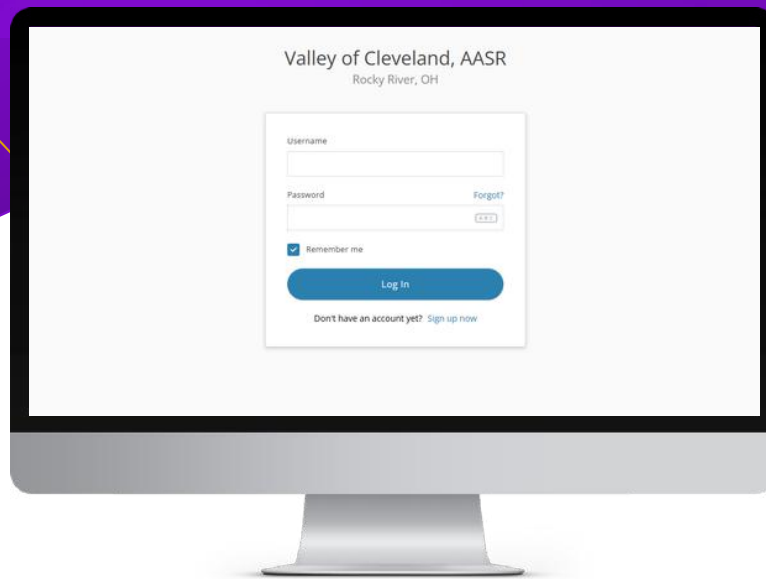 Valley of Cleveland, AASR
Rocky River, OH
Username
Password Forgot?
Remember me
Log In
Don't have an account yet? Sign up now